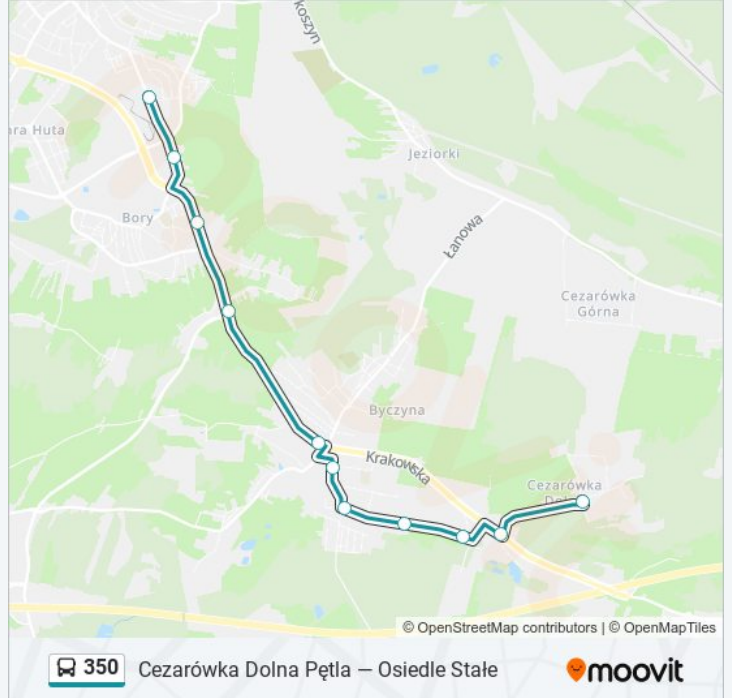 koszyn
ara Huta
Jeziorki
Bory
Łanowa
Cezarówka
Górna
Byczyna
Krakowska
Cezarówka
© OpenStreetMap contributors | © OpenMapTiles
350 Cezarówka Dolna Pętla — Osiedle Stałe moovit